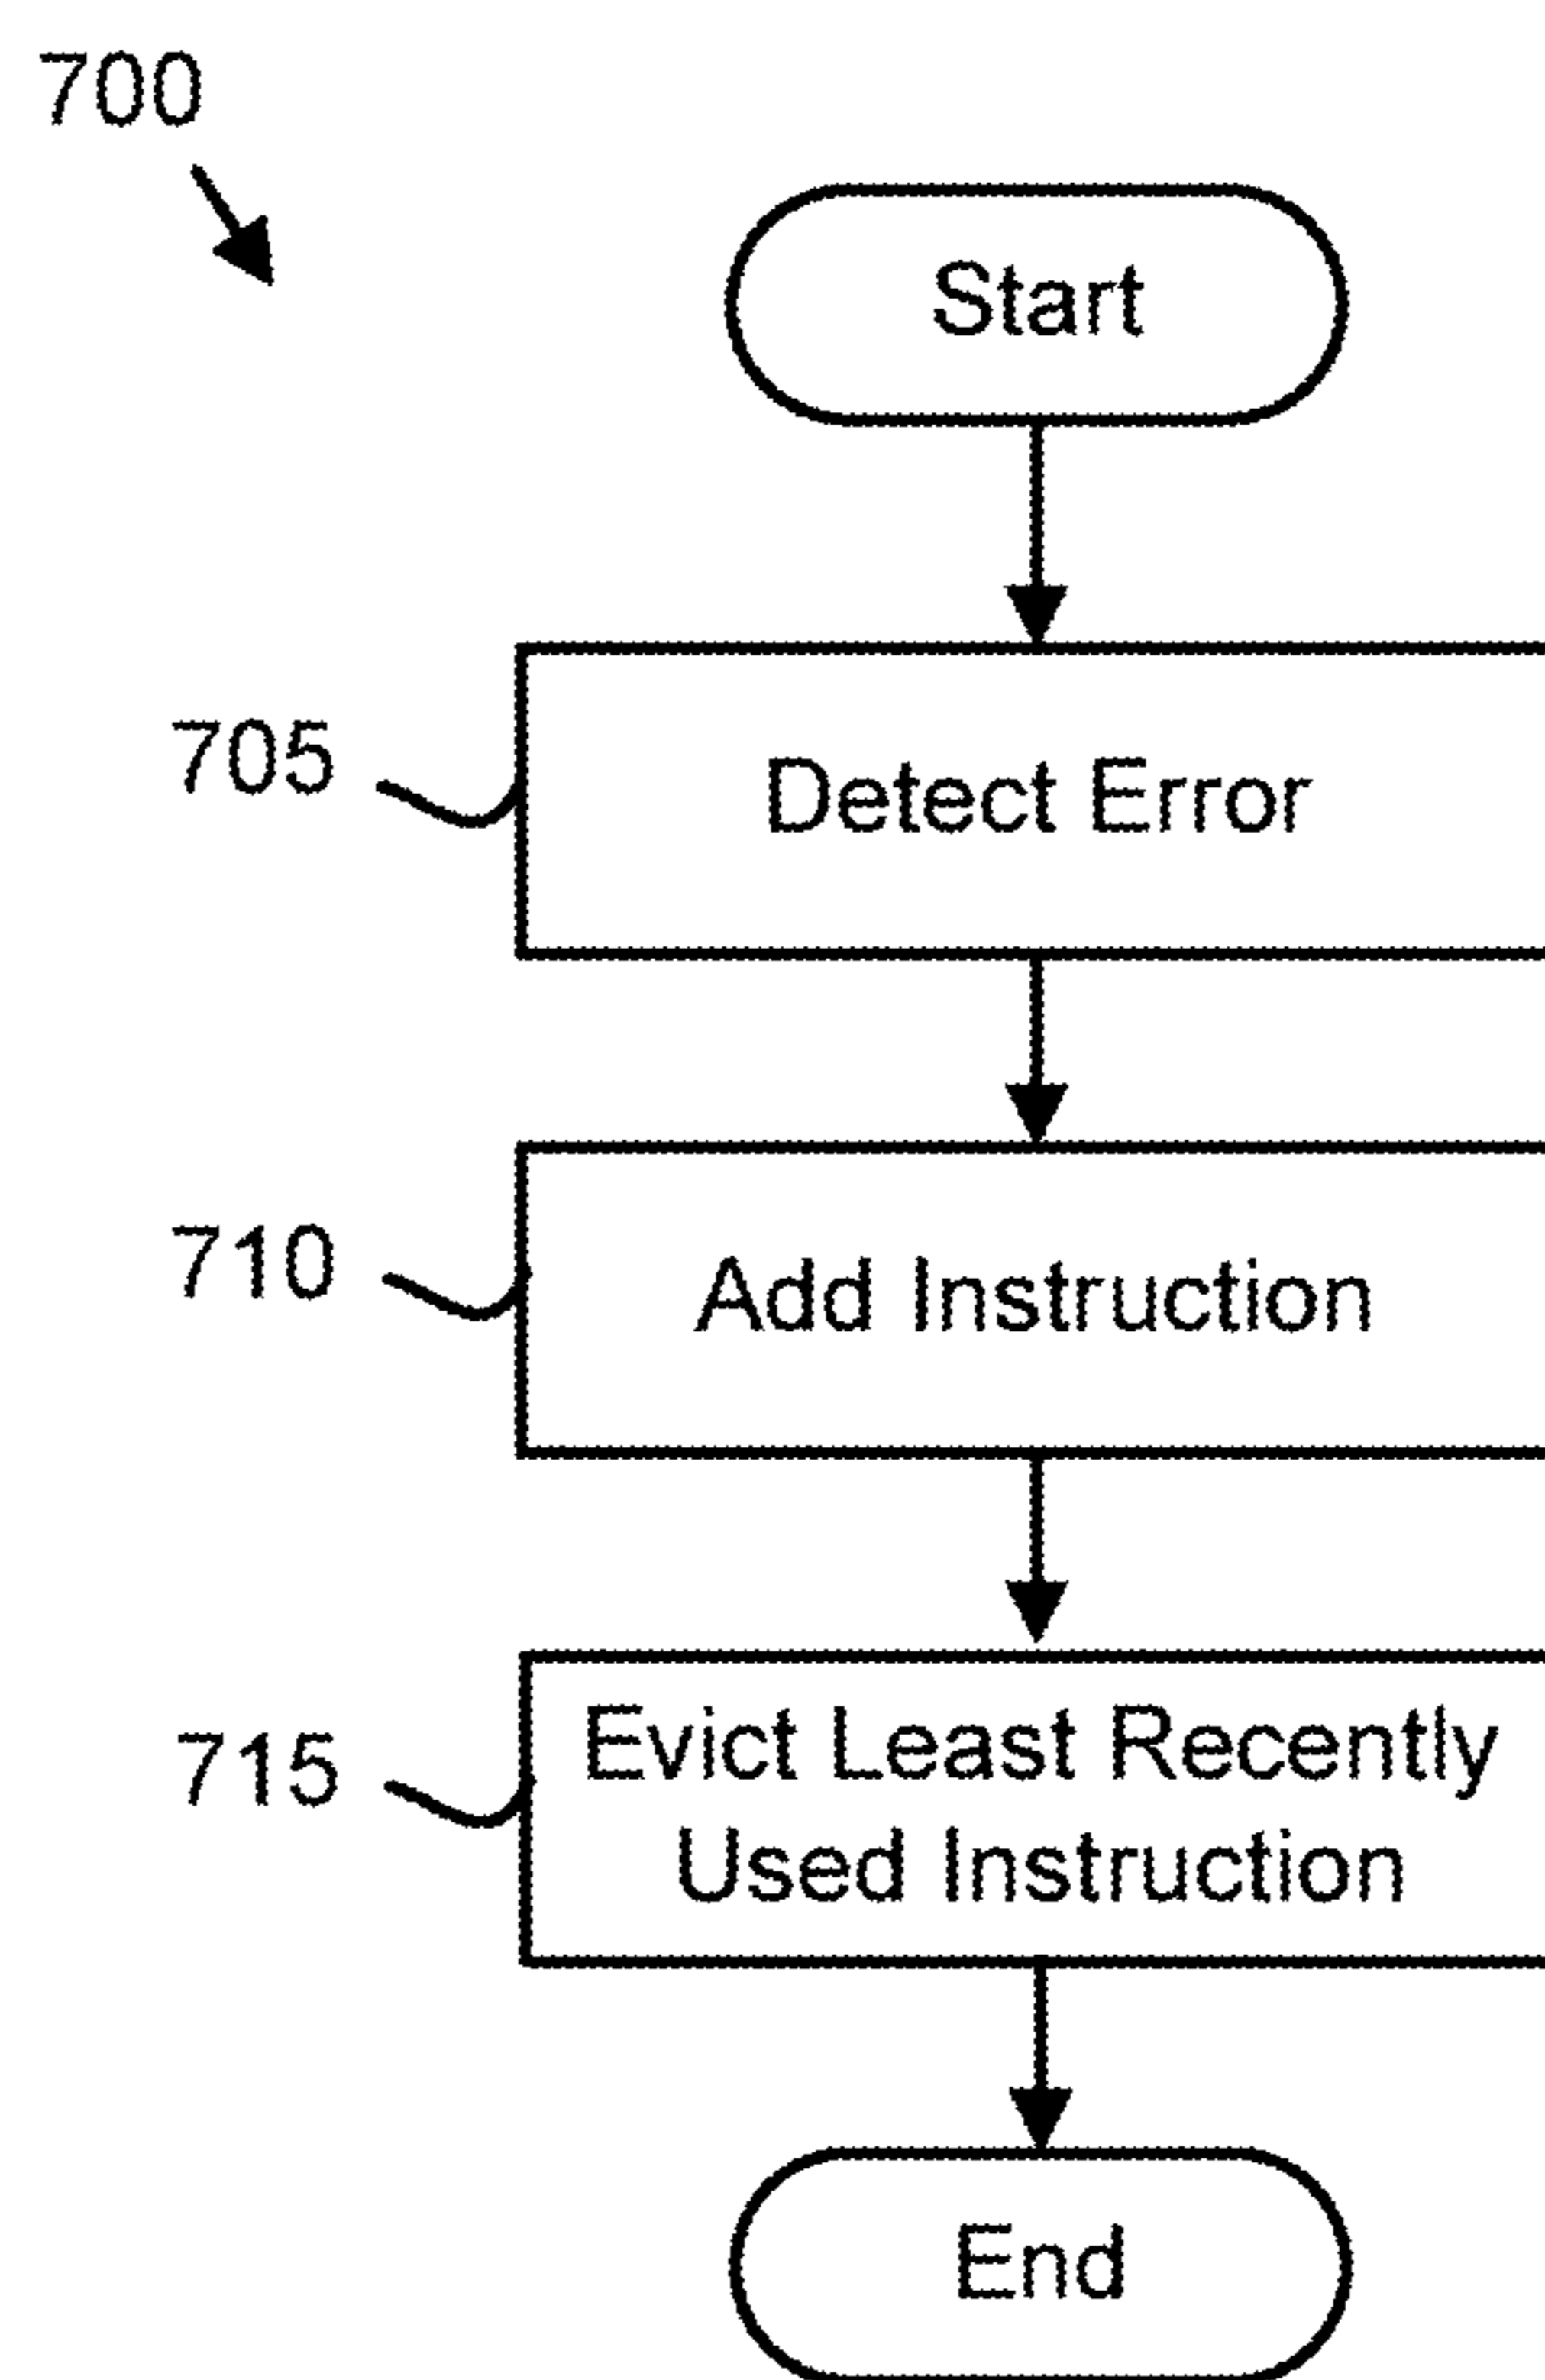 700
Start
705
Detect Error
710
Add Instruction
715
Evict Least Recently
Used Instruction
End